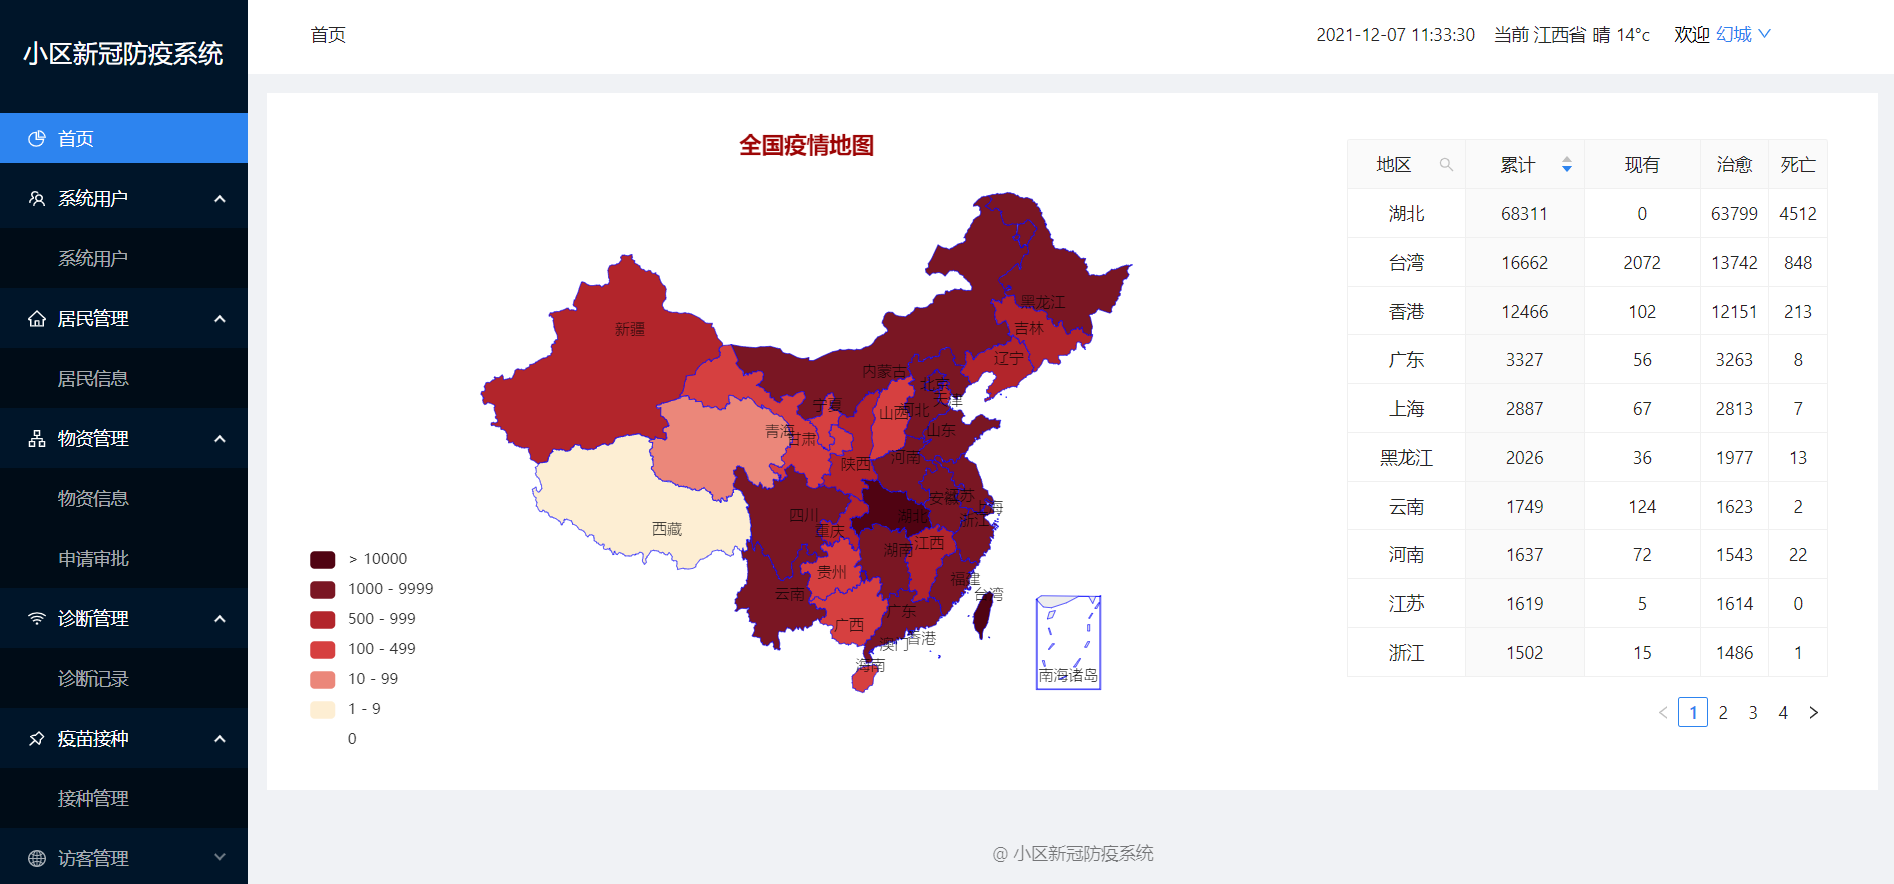 小区新冠防疫系统
首页
系统用户
系统用户
居民管理
居民信息
物资管理
物资信息
申请审批
诊断管理
诊断记录
疫苗接种
接种管理
访客管理
首页
2021-12-07 11:33:30 当前 江西省 晴 14°c 欢迎 幻城
全国疫情地图
黑龙江
新疆
吉林
辽宁
内蒙古
北京
天津
宁夏
山西
河北
青海
甘肃
山东
陕西
河南
安徽
江苏
上海
四川
湖北
浙江
西藏
重庆
湖南
江西
贵州
福建
云南
台湾
广东
广西
澳门
香港
海南
南海诸岛
> 10000
1000 - 9999
500 - 999
100 - 499
10 - 99
1 - 9
0
地区 累计 现有 治愈 死亡
湖北 68311 0 63799 4512
台湾 16662 2072 13742 848
香港 12466 102 12151 213
广东 3327 56 3263 8
上海 2887 67 2813 7
黑龙江 2026 36 1977 13
云南 1749 124 1623 2
河南 1637 72 1543 22
江苏 1619 5 1614 0
浙江 1502 15 1486 1
< 1 2 3 4 >
@ 小区新冠防疫系统